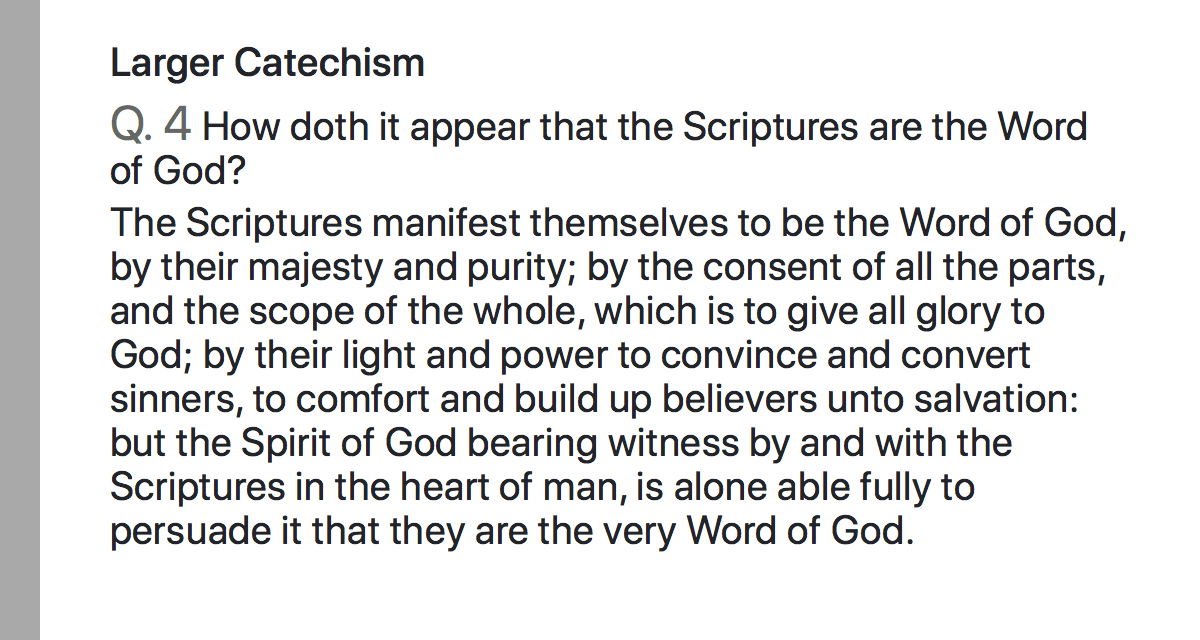 Larger Catechism
Q. 4 How doth it appear that the Scriptures are the Word
of God?
The Scriptures manifest themselves to be the Word of God,
by their majesty and purity; by the consent of all the parts,
and the scope of the whole, which is to give all glory to
God; by their light and power to convince and convert
sinners, to comfort and build up believers unto salvation:
but the Spirit of God bearing witness by and with the
Scriptures in the heart of man, is alone able fully to
persuade it that they are the very Word of God.